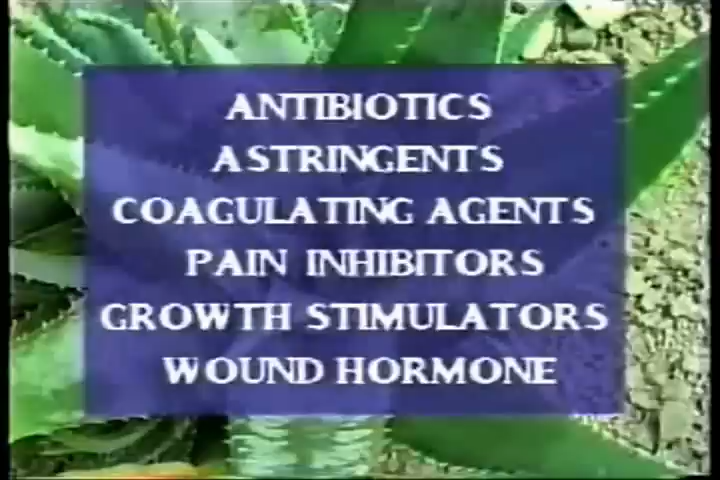 ANTIBIOTICS
ASTRINGENTS
COAGULATING AGENTS
PAIN INHIBITORS
GROWTH STIMULATORS
WOUND HORMONE